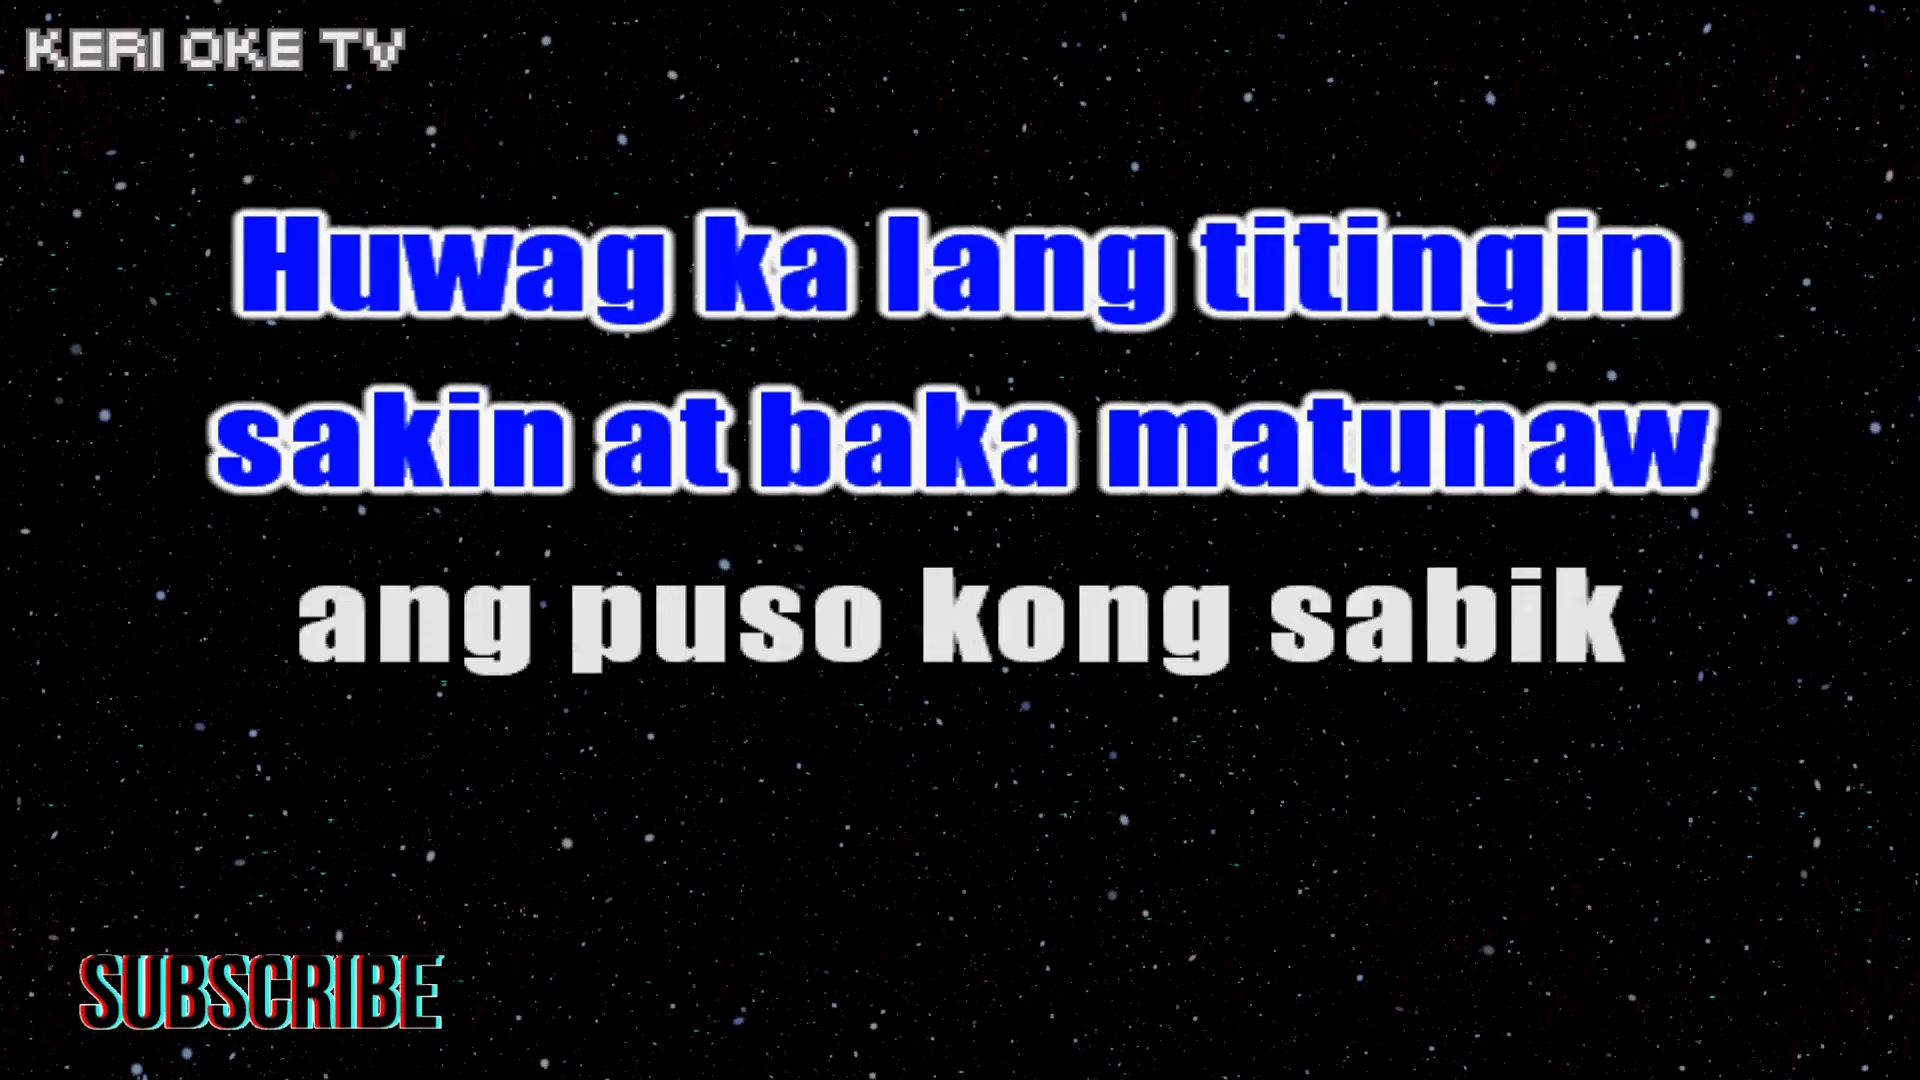 KERI OKE TV
Huwag ka lang titingin
sakin at baka matunaw
ang puso kong sabik
SUBSCRIBE